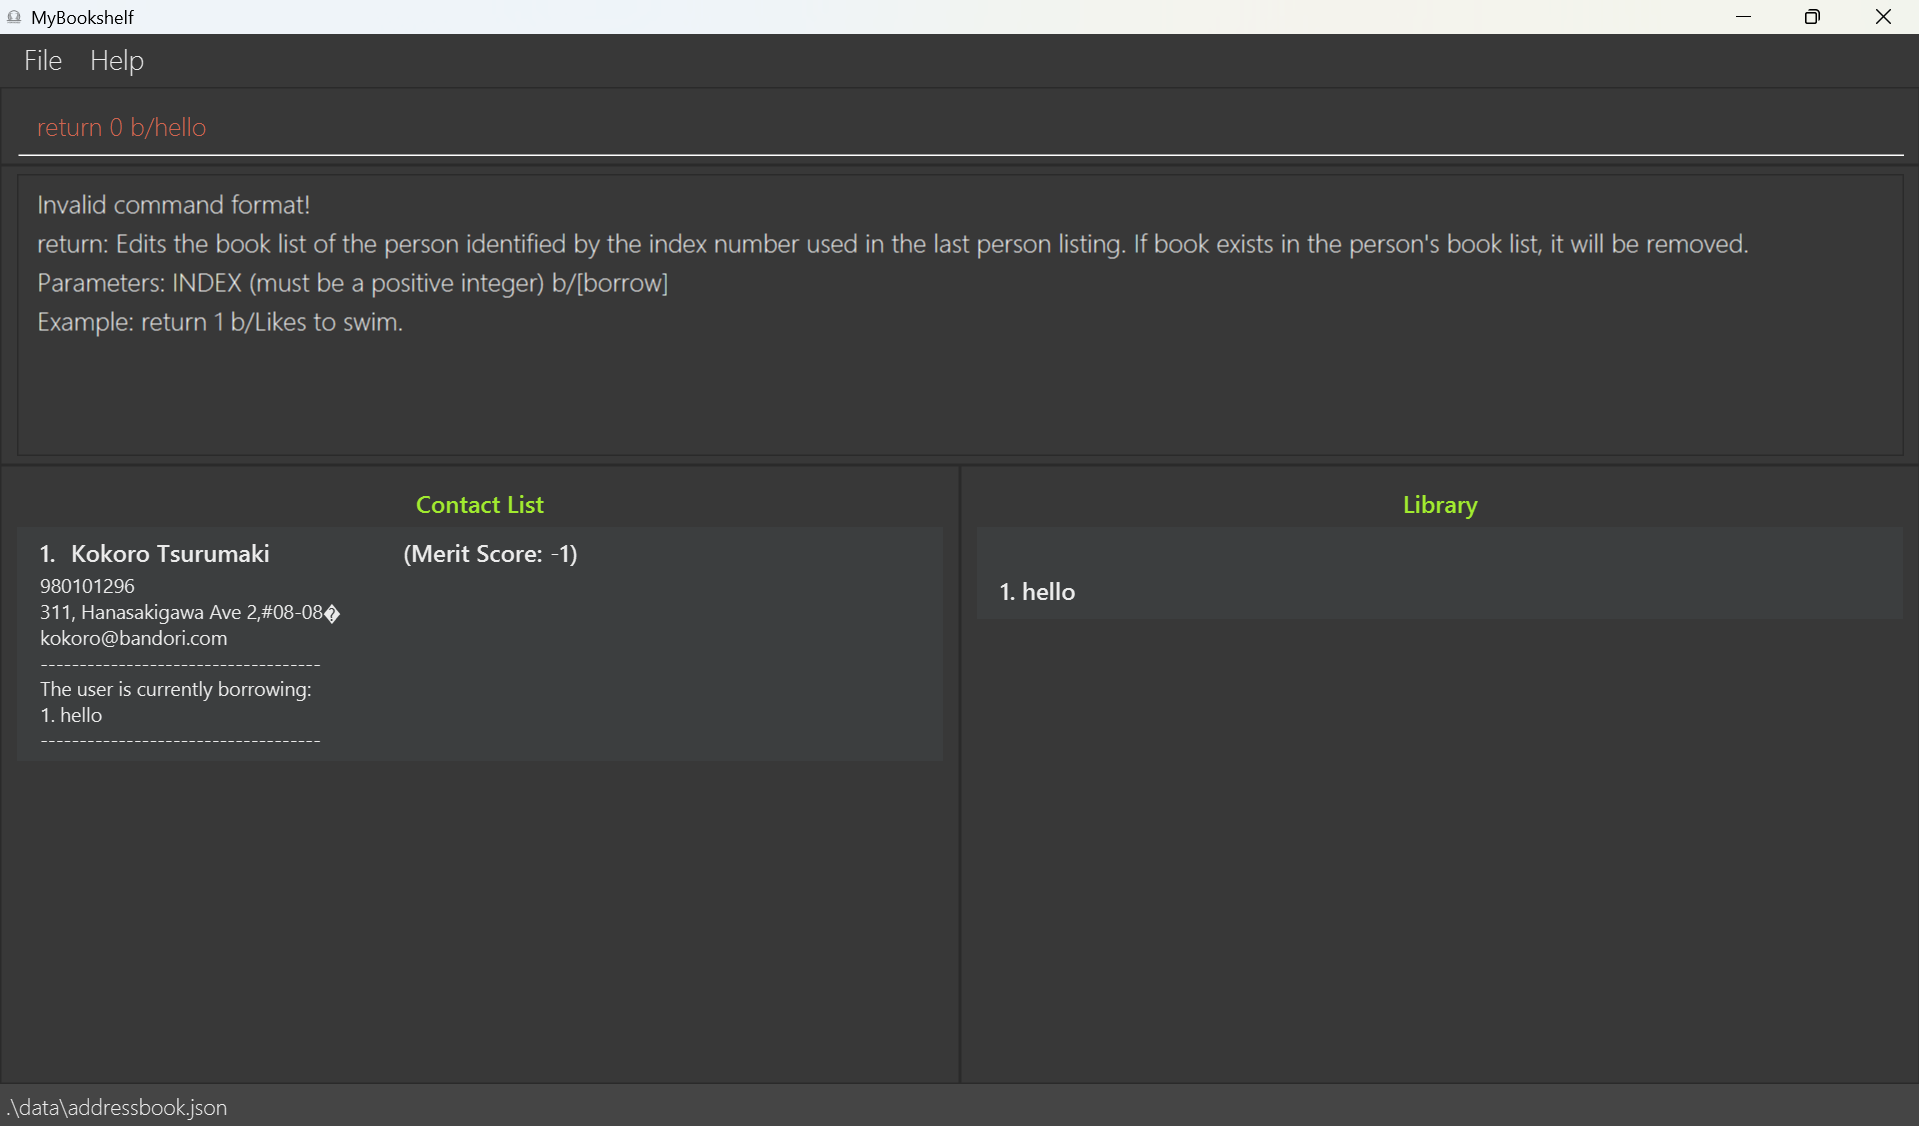 MyBookshelf
File Help
return 0 b/hello
Invalid command format!
return: Edits the book list of the person identified by the index number used in the last person listing. If book exists in the person's book list, it will be removed.
Parameters: INDEX (must be a positive integer) b/[borrow]
Example: return 1 b/Likes to swim.
Contact List
1. Kokoro Tsurumaki (Merit Score: -1)
980101296
311, Hanasakigawa Ave 2,#08-08�
kokoro@bandori.com
------------------------------------
The user is currently borrowing:
1. hello
------------------------------------
Library
1. hello
.\data\addressbook.json